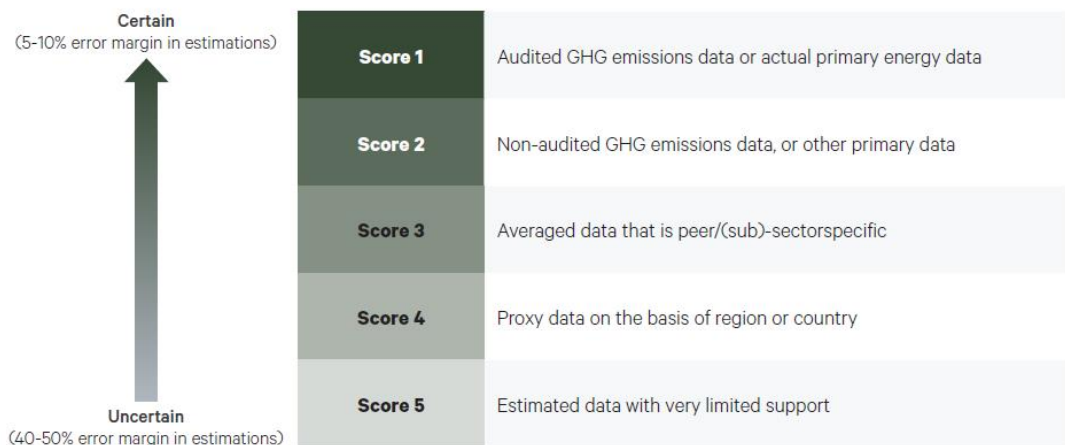 Certain
(5-10% error margin in estimations)
Score 1
Audited GHG emissions data or actual primary energy data
Score 2
Non-audited GHG emissions data, or other primary data
Score 3
Averaged data that is peer/(sub)-sectorspecific
Score 4
Proxy data on the basis of region or country
Score 5
Estimated data with very limited support
Uncertain
(40-50% error margin in estimations)